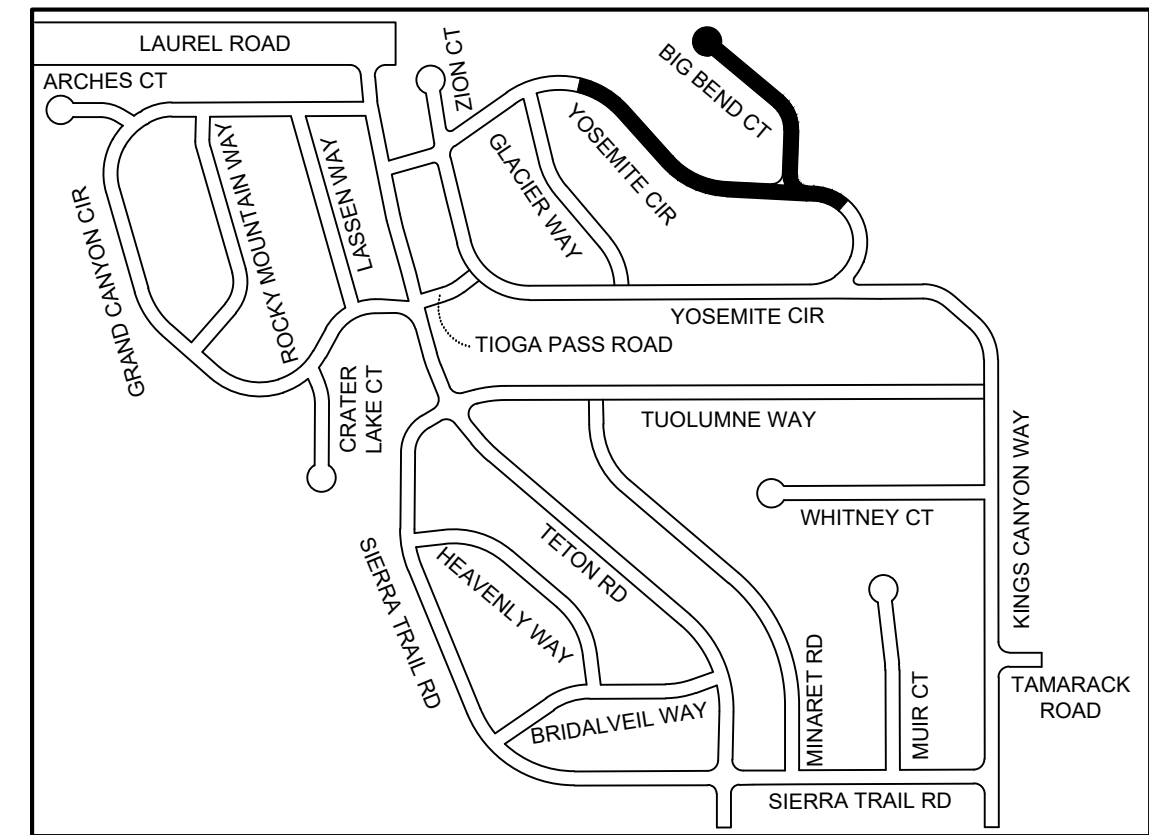 LAUREL ROAD
ARCHES CT
ZION CT
BIG BEND CT
YOSEMITE CIR
GLACIER WAY
LASSEN WAY
ROCKY MOUNTAIN WAY
GRAND CANYON CIR
YOSEMITE CIR
TIOGA PASS ROAD
CRATER
LAKE CT
TUOLUMNE WAY
KINGS CANYON WAY
WHITNEY CT
TETON RD
HEAVENLY WAY
SIERRA TRAIL RD
MINARET RD
MUIR CT
TAMARACK
ROAD
BRIDALVEIL WAY
SIERRA TRAIL RD